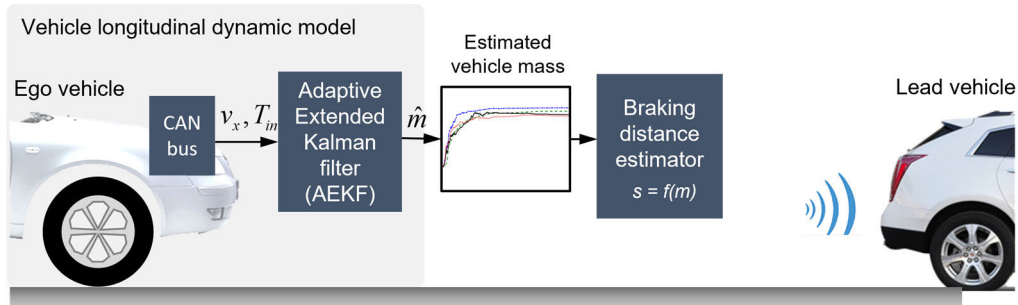 Vehicle longitudinal dynamic model
Ego vehicle
CAN
bus
v_x, T_in
Adaptive
Extended
Kalman
filter
(AEKF)
m̂
Estimated
vehicle mass
Braking
distance
estimator
s = f(m)
Lead vehicle